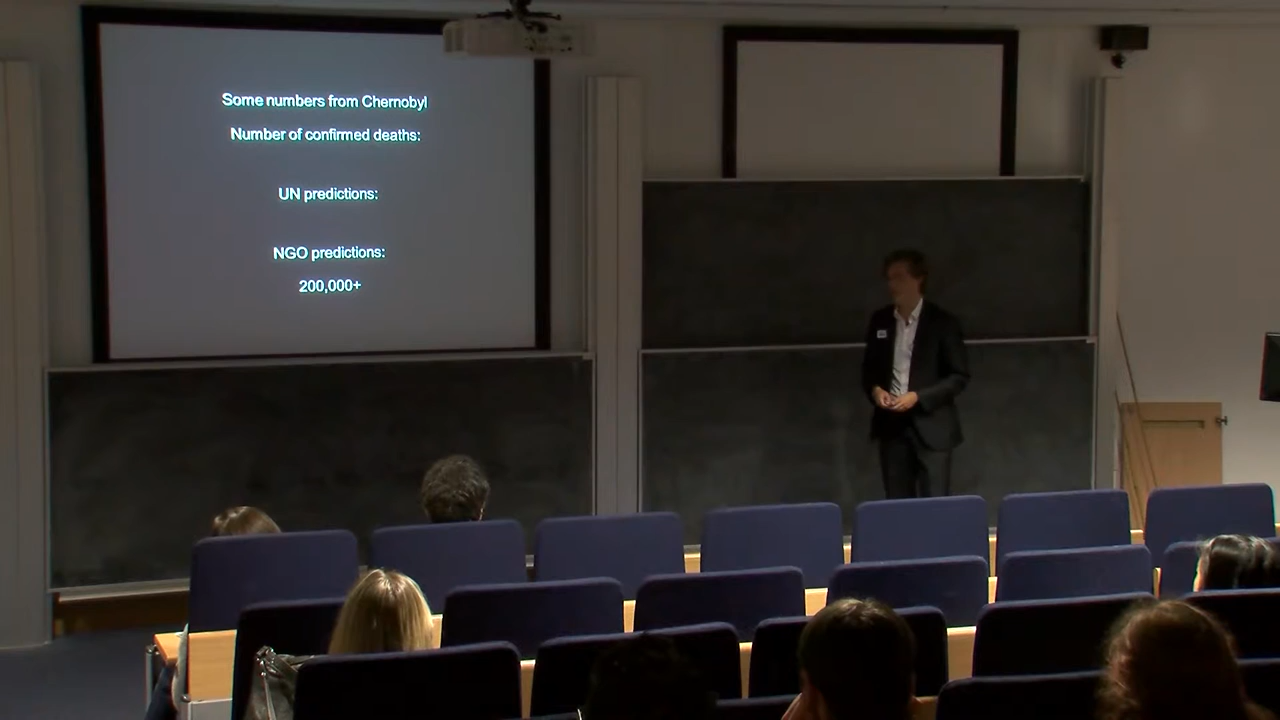 Some numbers from Chernobyl
Number of confirmed deaths:
UN predictions:
NGO predictions:
200,000+